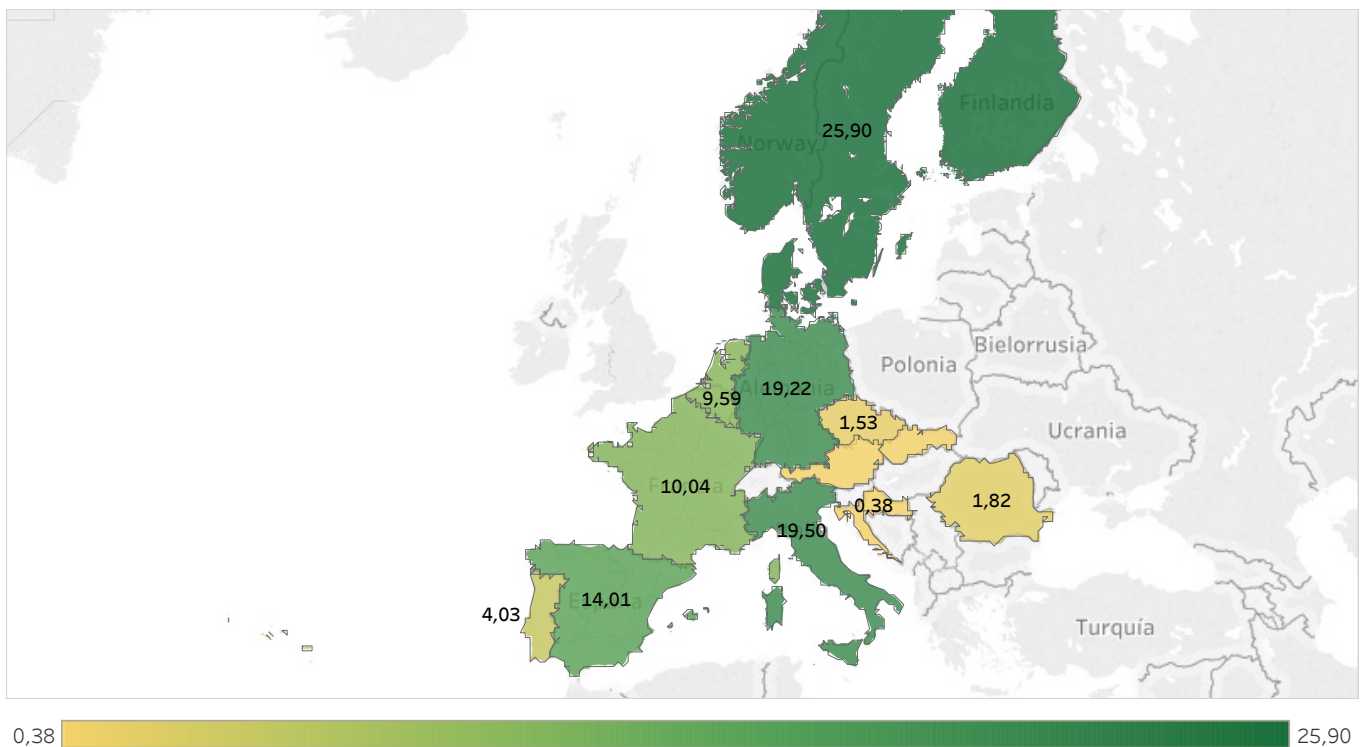 Finlandia
25,90
Norway
Polonia
Bielorrusia
9,59
19,22
1,53
Ucrania
10,04
0,38
1,82
19,50
4,03
14,01
Turquía
0,38
25,90